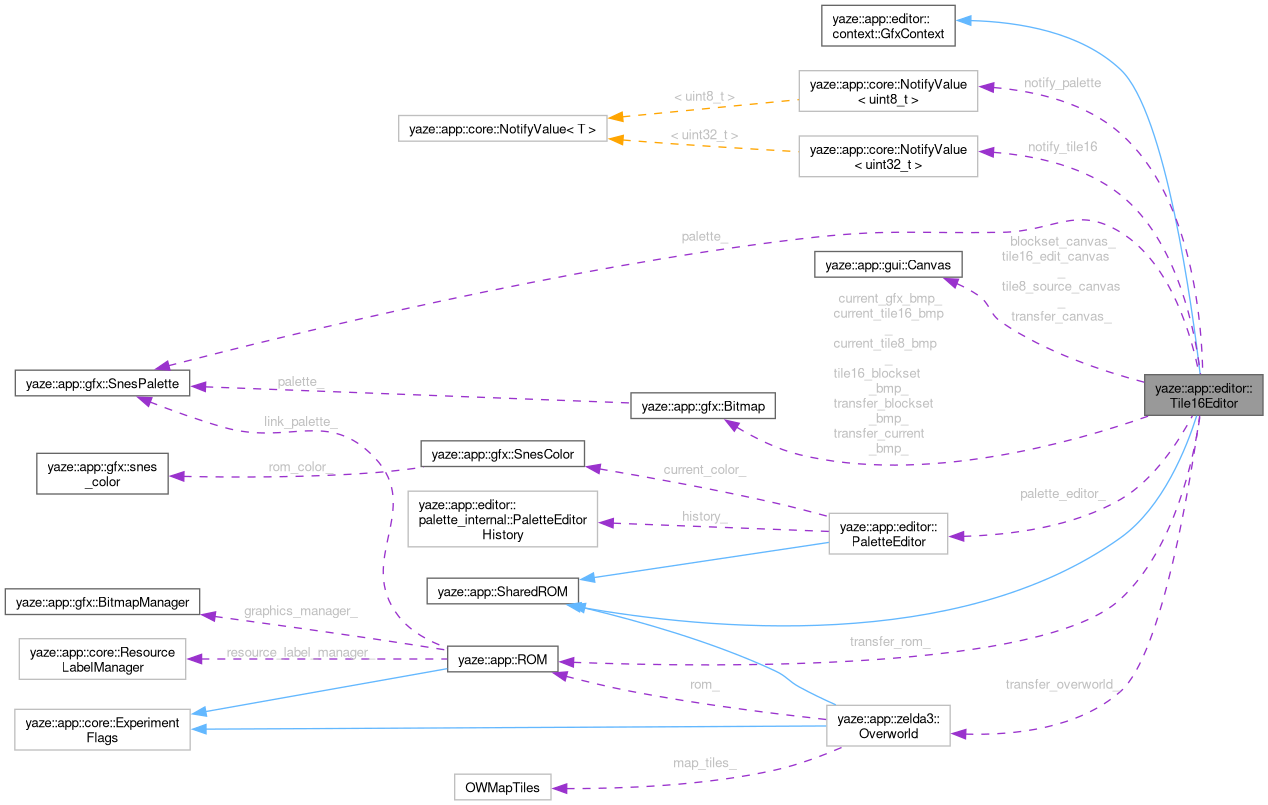 yaze::app::editor::
context::GfxContext
yaze::app::core::NotifyValue
< uint8_t >
notify_palette
< uint8_t >
yaze::app::core::NotifyValue< T >
< uint32_t >
yaze::app::core::NotifyValue
< uint32_t >
notify_tile16
palette_
blockset_canvas_
tile16_edit_canvas
_
tile8_source_canvas
_
transfer_canvas_
yaze::app::gui::Canvas
current_gfx_bmp_
current_tile16_bmp
_
current_tile8_bmp
_
tile16_blockset
_bmp_
transfer_blockset
_bmp_
transfer_current
_bmp_
yaze::app::gfx::SnesPalette
palette_
yaze::app::gfx::Bitmap
yaze::app::editor::
Tile16Editor
link_palette_
yaze::app::gfx::snes
_color
rom_color_
yaze::app::gfx::SnesColor
current_color_
palette_editor_
yaze::app::editor::
palette_internal::PaletteEditor
History
history_
yaze::app::editor::
PaletteEditor
yaze::app::SharedROM
yaze::app::gfx::BitmapManager
graphics_manager_
yaze::app::core::Resource
LabelManager
resource_label_manager_
yaze::app::ROM
transfer_rom_
rom_
transfer_overworld_
yaze::app::core::Experiment
Flags
yaze::app::zelda3::
Overworld
map_tiles_
OWMapTiles